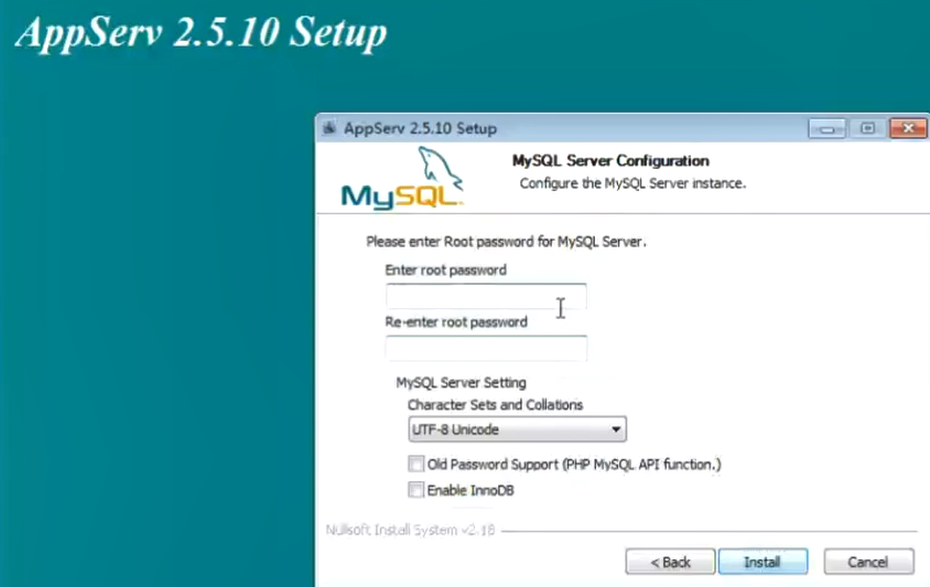 AppServ 2.5.10 Setup
AppServ 2.5.10 Setup
MySQL
MySQL Server Configuration
Configure the MySQL Server instance.
Please enter Root password for MySQL Server.
Enter root password
Re-enter root password
MySQL Server Setting
Character Sets and Collations
UTF-8 Unicode
Old Password Support (PHP MySQL API function.)
Enable InnoDB
Nullsoft Install System v2.18
< Back
Install
Cancel